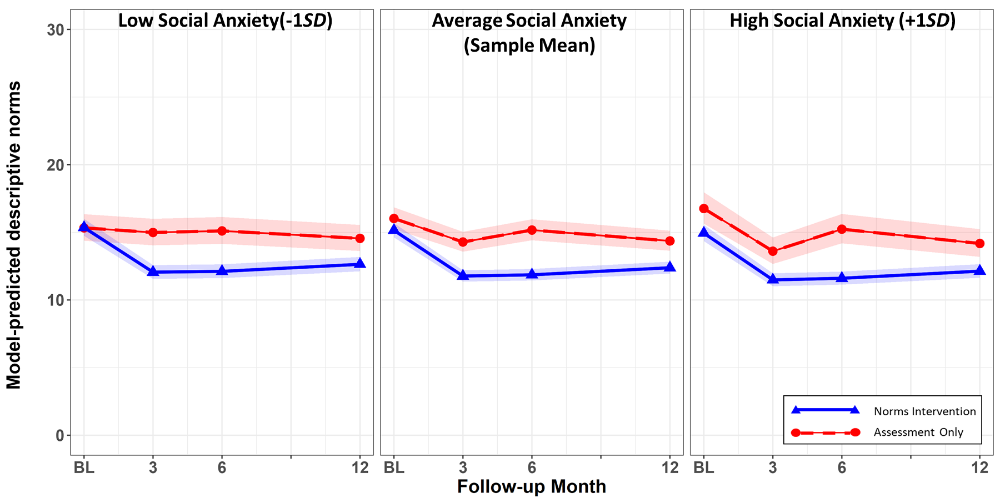 Low Social Anxiety(-1SD)
Average Social Anxiety
(Sample Mean)
High Social Anxiety (+1SD)
Model-predicted descriptive norms
30
20
10
0
BL 3 6 12
BL 3 6 12
BL 3 6 12
Follow-up Month
Norms Intervention
Assessment Only